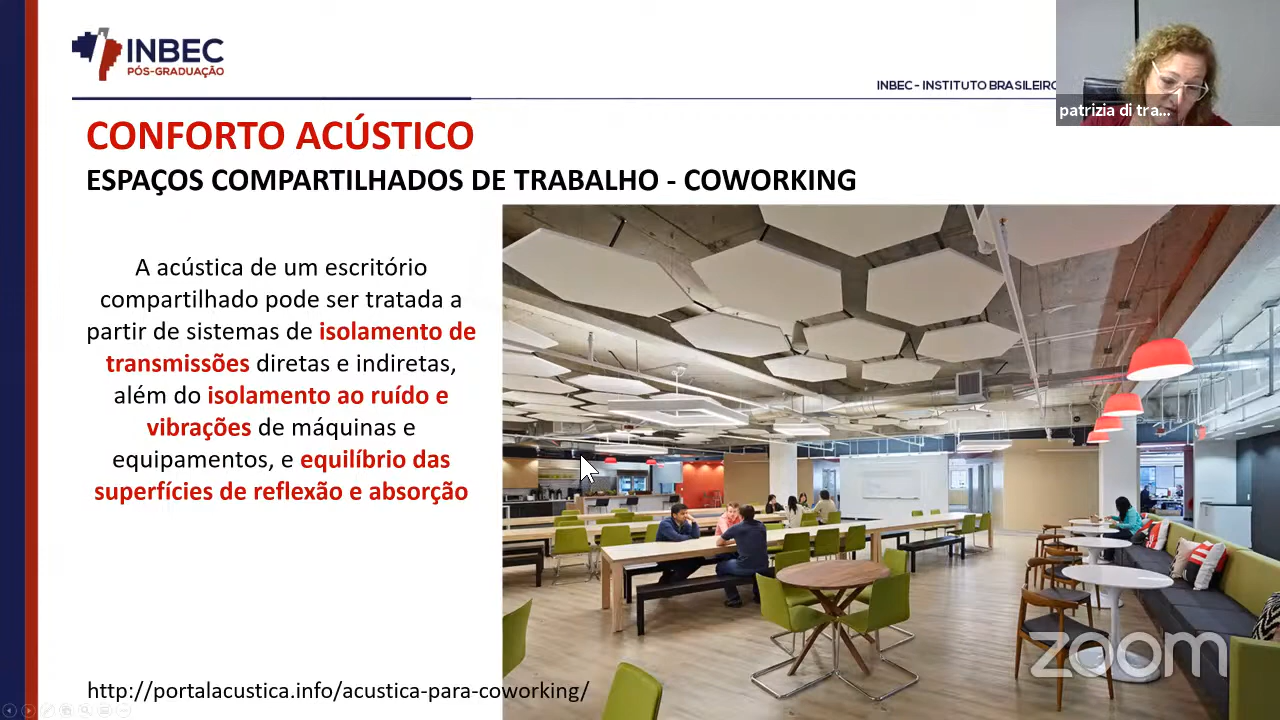 INBEC
PÓS-GRADUAÇÃO
INBEC - INSTITUTO BRASILEIRO
patrizia di tra...
CONFORTO ACÚSTICO
ESPAÇOS COMPARTILHADOS DE TRABALHO - COWORKING
A acústica de um escritório
compartilhado pode ser tratada a
partir de sistemas de isolamento de
transmissões diretas e indiretas,
além do isolamento ao ruído e
vibrações de máquinas e
equipamentos, e equilíbrio das
superfícies de reflexão e absorção
http://portalacustica.info/acustica-para-coworking/
zoom